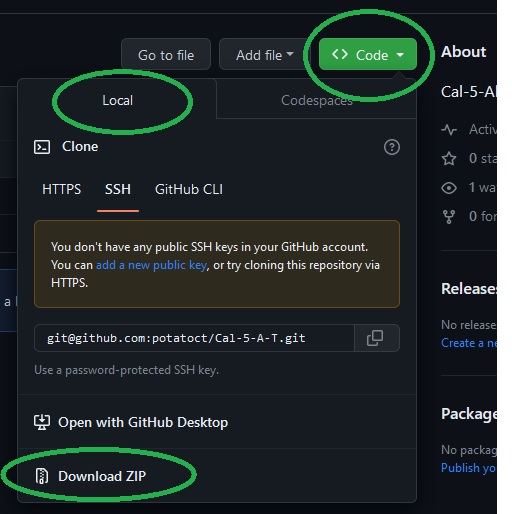 Go to file
Add file
<> Code
About
Local
Codespaces
Cal-5-A
Clone
Activ
HTTPS
SSH
GitHub CLI
0 sta
1 wa
0 for
You don't have any public SSH keys in your GitHub account.
You can add a new public key, or try cloning this repository via
HTTPS.
Releases
a
git@github.com:potatoct/Cal-5-A-T.git
No release
Create a ne
Use a password-protected SSH key.
Open with GitHub Desktop
Package
No packag
Publish yo
Download ZIP